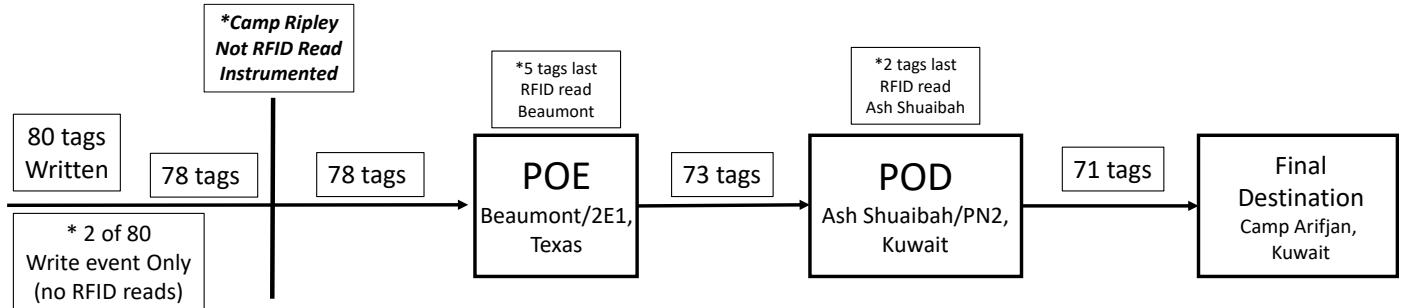 *Camp Ripley
Not RFID Read
Instrumented
80 tags
Written
* 2 of 80
Write event Only
(no RFID reads)
78 tags
78 tags
*5 tags last
RFID read
Beaumont
POE
Beaumont/2E1,
Texas
73 tags
*2 tags last
RFID read
Ash Shuaibah
POD
Ash Shuaibah/PN2,
Kuwait
71 tags
Final
Destination
Camp Arifjan,
Kuwait